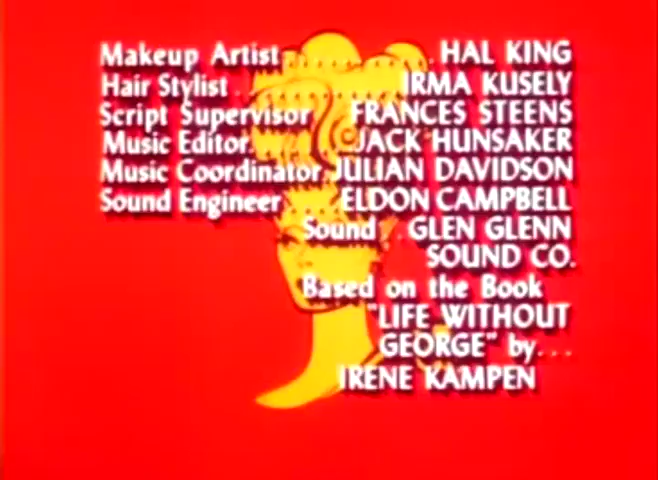 Makeup Artist.......... HAL KING
Hair Stylist.......... IRMA KUSELY
Script Supervisor FRANCES STEENS
Music Editor....... JACK HUNSAKER
Music Coordinator. JULIAN DAVIDSON
Sound Engineer..... ELDON CAMPBELL
Sound... GLEN GLENN
SOUND CO.
Based on the Book
"LIFE WITHOUT
GEORGE" by...
IRENE KAMPEN